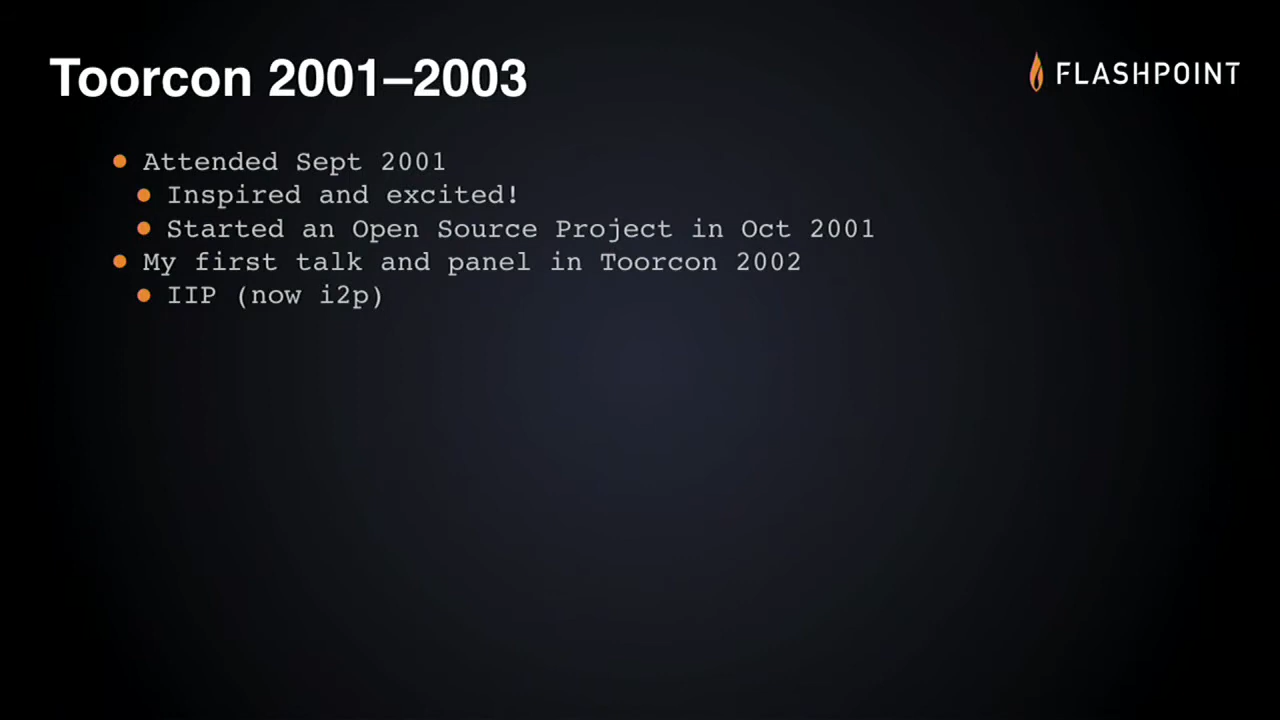 Toorcon 2001–2003
FLASHPOINT
Attended Sept 2001
Inspired and excited!
Started an Open Source Project in Oct 2001
My first talk and panel in Toorcon 2002
IIP (now i2p)